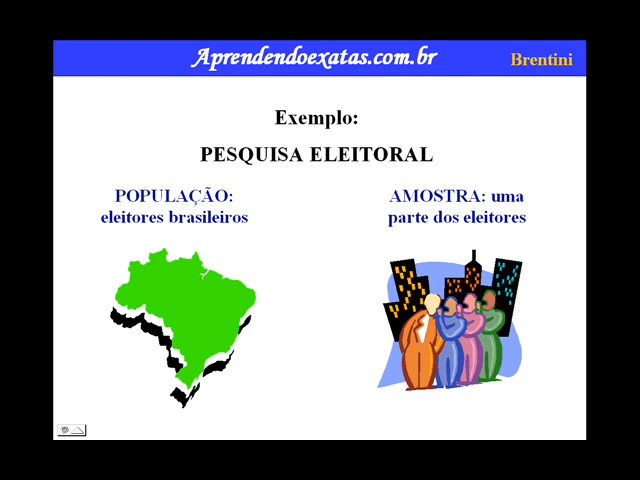 Aprendendoexatas.com.br
Brentini
Exemplo:
PESQUISA ELEITORAL
POPULAÇÃO:
eleitores brasileiros
AMOSTRA: uma
parte dos eleitores